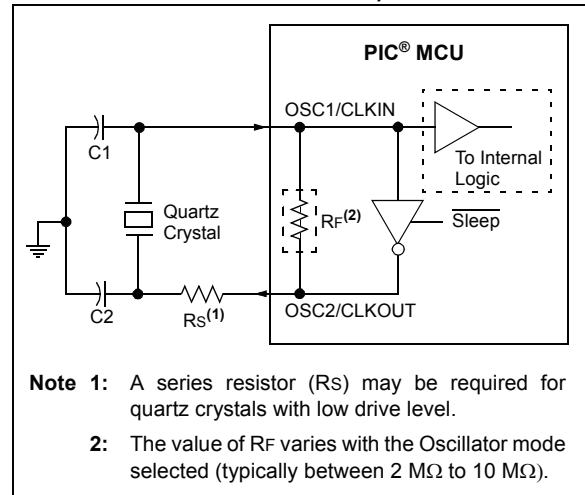 PIC® MCU
OSC1/CLKIN
C1
To Internal
Logic
Quartz
Crystal
RF(2)
Sleep
C2
RS(1)
OSC2/CLKOUT
Note 1: A series resistor (RS) may be required for
quartz crystals with low drive level.
2: The value of RF varies with the Oscillator mode
selected (typically between 2 MΩ to 10 MΩ).